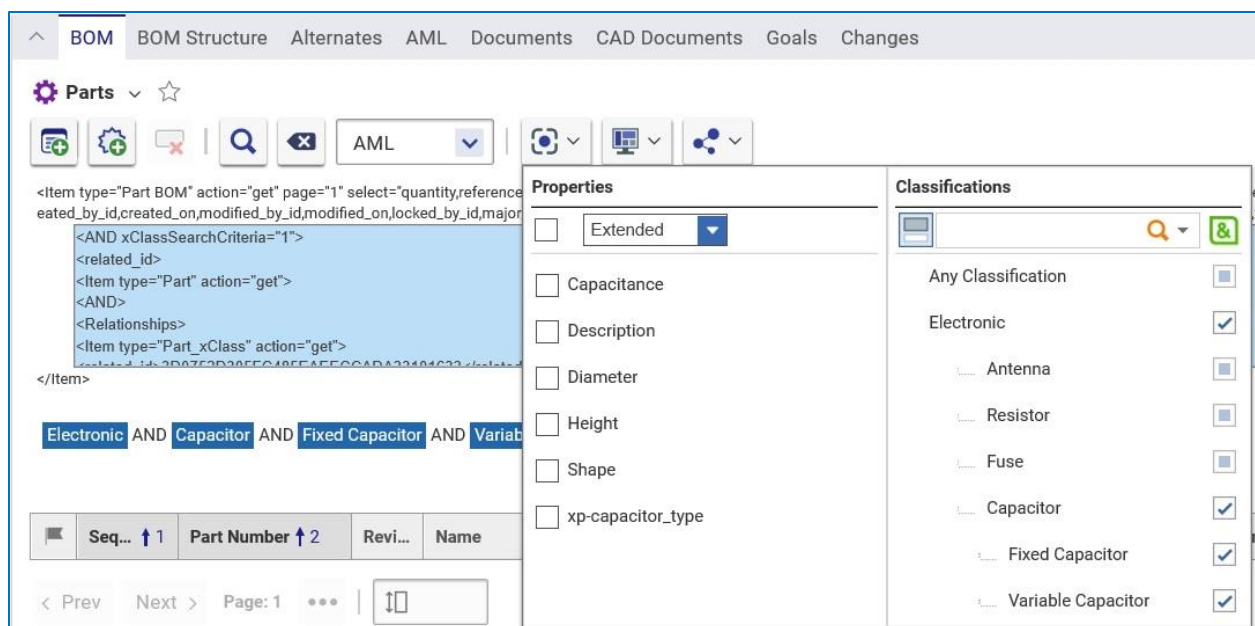 BOM BOM Structure Alternates AML Documents CAD Documents Goals Changes
Parts
AML
<Item type="Part BOM" action="get" page="1" select="quantity,reference
eated_by_id,created_on,modified_by_id,modified_on,locked_by_id,major
<AND xClassSearchCriteria="1">
<related_id>
<Item type="Part" action="get">
<AND>
<Relationships>
<Item type="Part_xClass" action="get">
</Item>
Electronic AND Capacitor AND Fixed Capacitor AND Variab
Seq... 1 Part Number 2 Revi... Name
< Prev Next > Page: 1 •••
Properties
Extended
Capacitance
Description
Diameter
Height
Shape
xp-capacitor_type
Classifications
&
Any Classification
Electronic
Antenna
Resistor
Fuse
Capacitor
Fixed Capacitor
Variable Capacitor